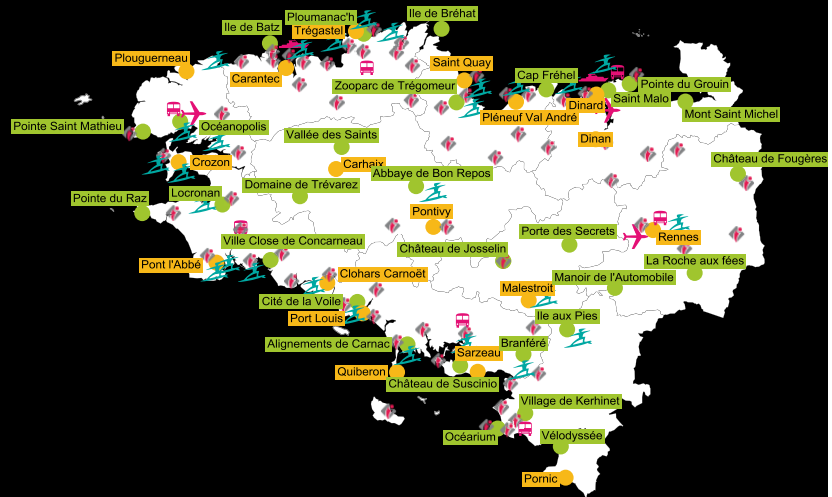 Ile de Bréhat
Ploumanac'h
Ile de Batz
Trégastel
Plouguerneau
Carantec
Saint Quay
Zooparc de Trégomeur
Cap Fréhel
Pointe du Grouin
Saint Malo
Dinard
Mont Saint Michel
Pléneuf Val André
Pointe Saint Mathieu
Océanopolis
Vallée des Saints
Dinan
Crozon
Carhaix
Abbaye de Bon Repos
Château de Fougères
Pointe du Raz
Locronan
Domaine de Trévarez
Pontivy
Ville Close de Concarneau
Château de Josselin
Porte des Secrets
Rennes
Pont l'Abbé
Clohars Carnoët
La Roche aux fées
Manoir de l'Automobile
Malestroit
Cité de la Voile
Port Louis
Ile aux Pies
Alignements de Carnac
Branféré
Sarzeau
Quiberon
Château de Suscinio
Village de Kerhinet
Océarium
Vélodyssée
Pornic